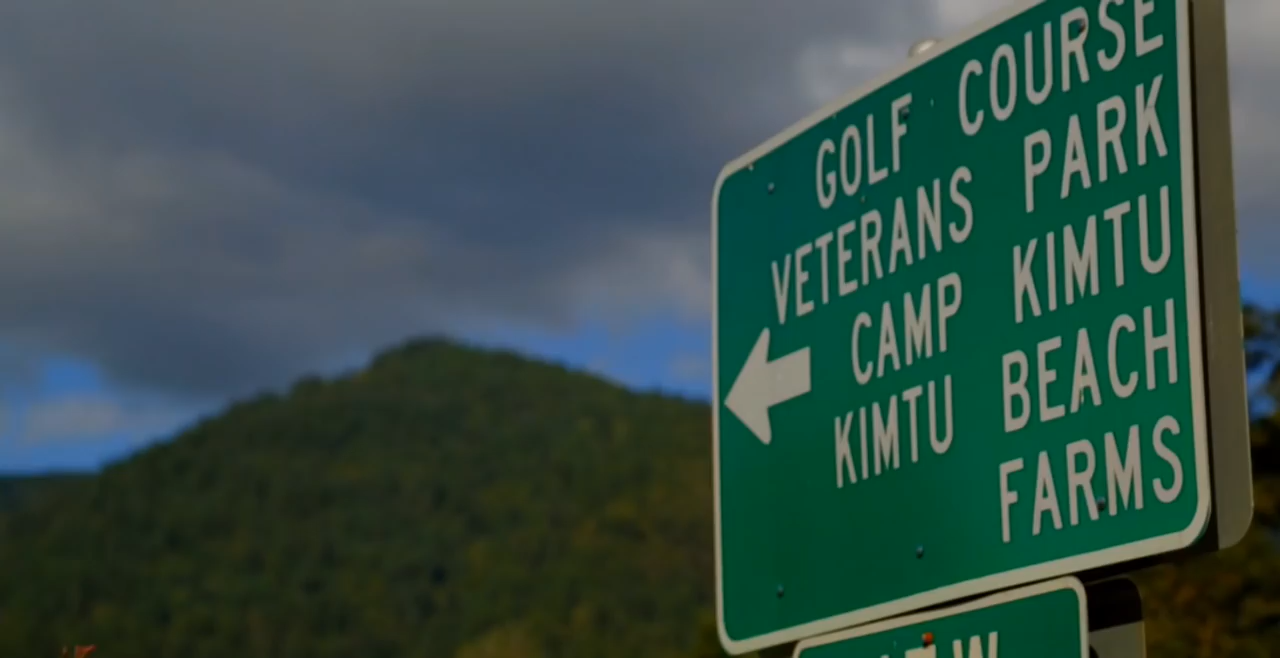 GOLF COURSE
VETERANS PARK
CAMP KIMTU
KIMTU BEACH
FARMS